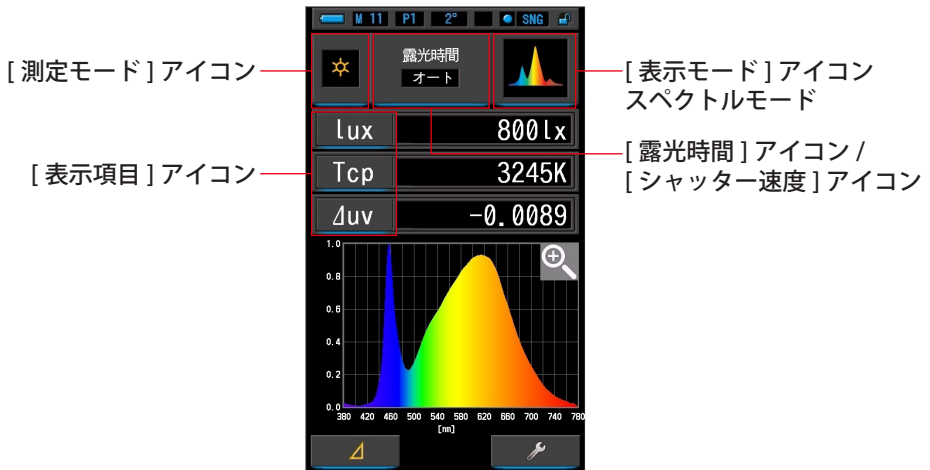 M 11 P1 2° SNG
露光時間
オート
[ 測定モード ] アイコン
[ 表示モード ] アイコン
スペクトルモード
[ 露光時間 ] アイコン /
[ シャッター速度 ] アイコン
[ 表示項目 ] アイコン
lux 800lx
Tcp 3245K
⊿uv -0.0089
1.0
0.8
0.6
0.4
0.2
0.0
380 420 460 500 540 580 620 660 700 740 780
[nm]
⊿